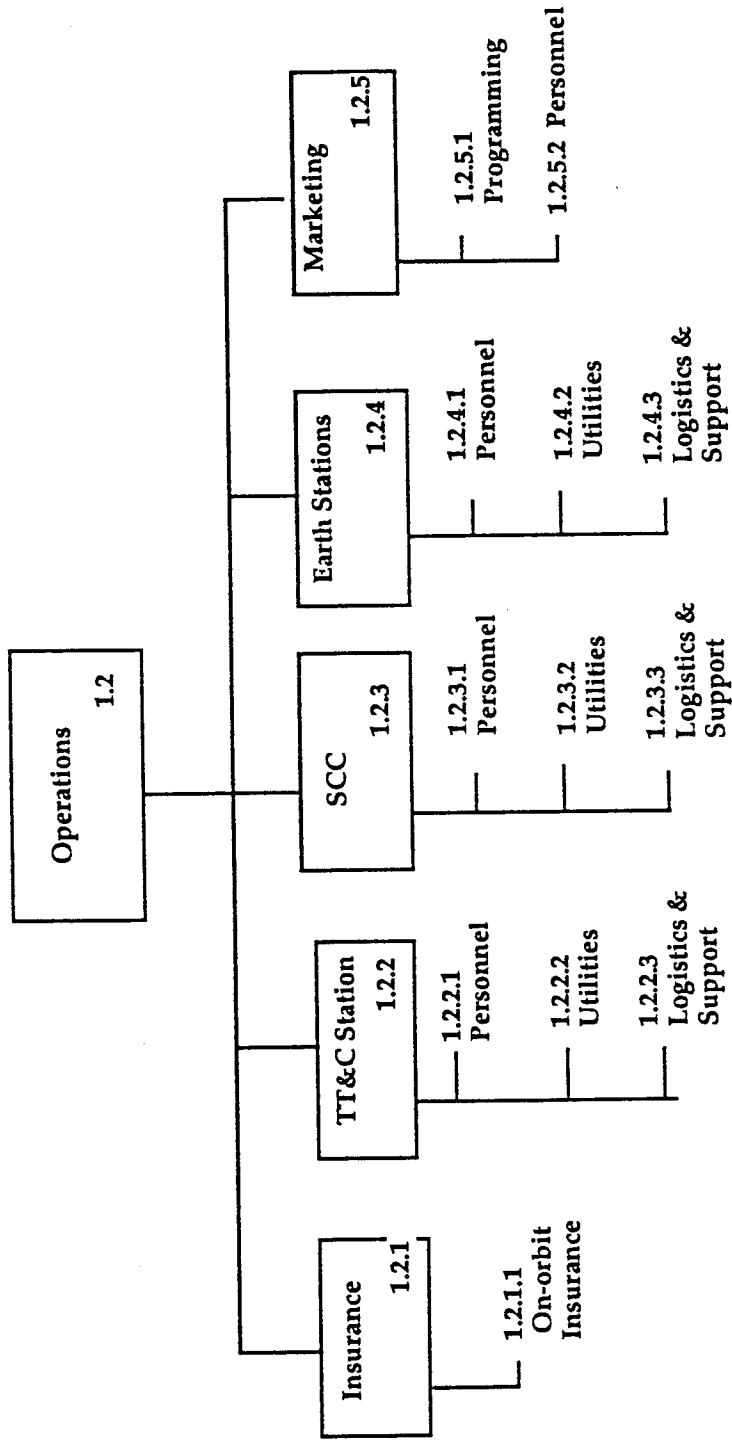 Operations
1.2
Insurance
1.2.1
1.2.1.1
On-orbit
Insurance
TT&C Station
1.2.2
1.2.2.1
Personnel
1.2.2.2
Utilities
1.2.2.3
Logistics &
Support
SCC
1.2.3
1.2.3.1
Personnel
1.2.3.2
Utilities
1.2.3.3
Logistics &
Support
Earth Stations
1.2.4
1.2.4.1
Personnel
1.2.4.2
Utilities
1.2.4.3
Logistics &
Support
Marketing
1.2.5
1.2.5.1
Programming
1.2.5.2 Personnel